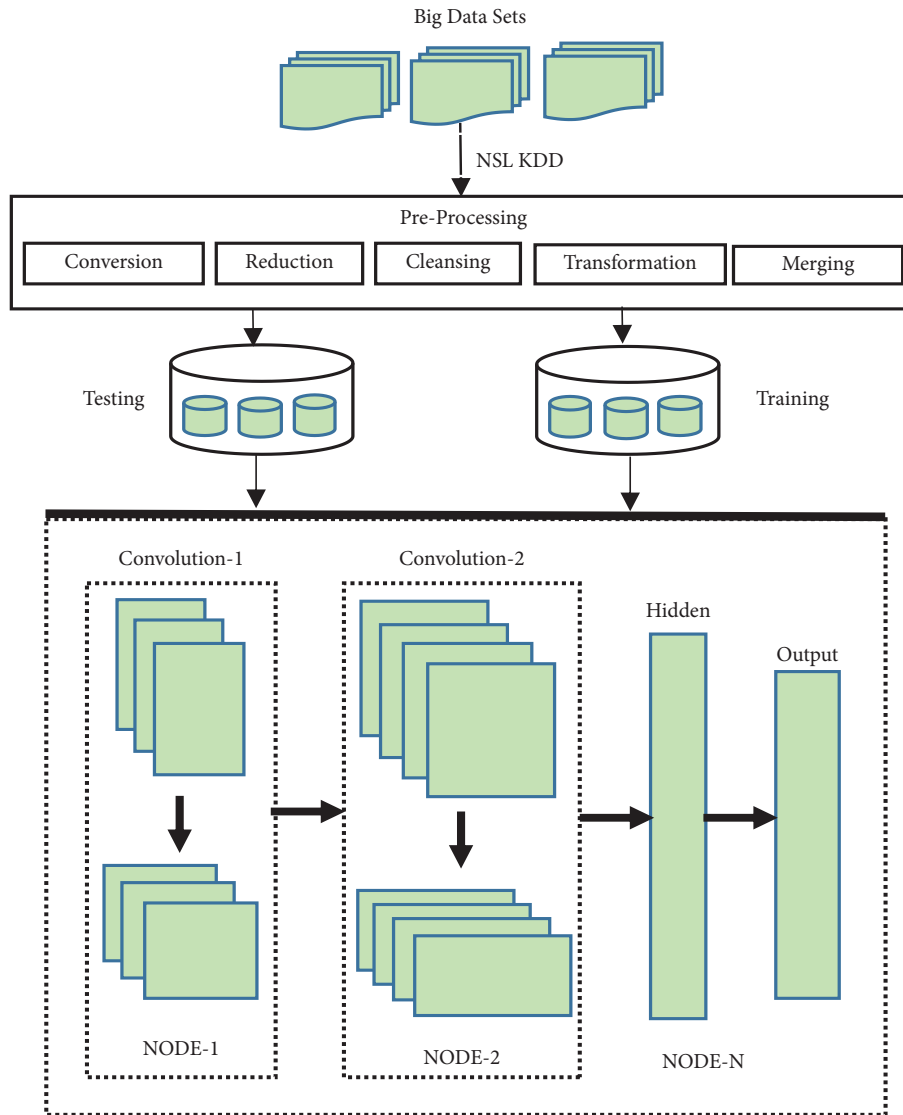 Big Data Sets
NSL KDD
Pre-Processing
Conversion
Reduction
Cleansing
Transformation
Merging
Testing
Training
Convolution-1
Convolution-2
Hidden
Output
NODE-1
NODE-2
NODE-N